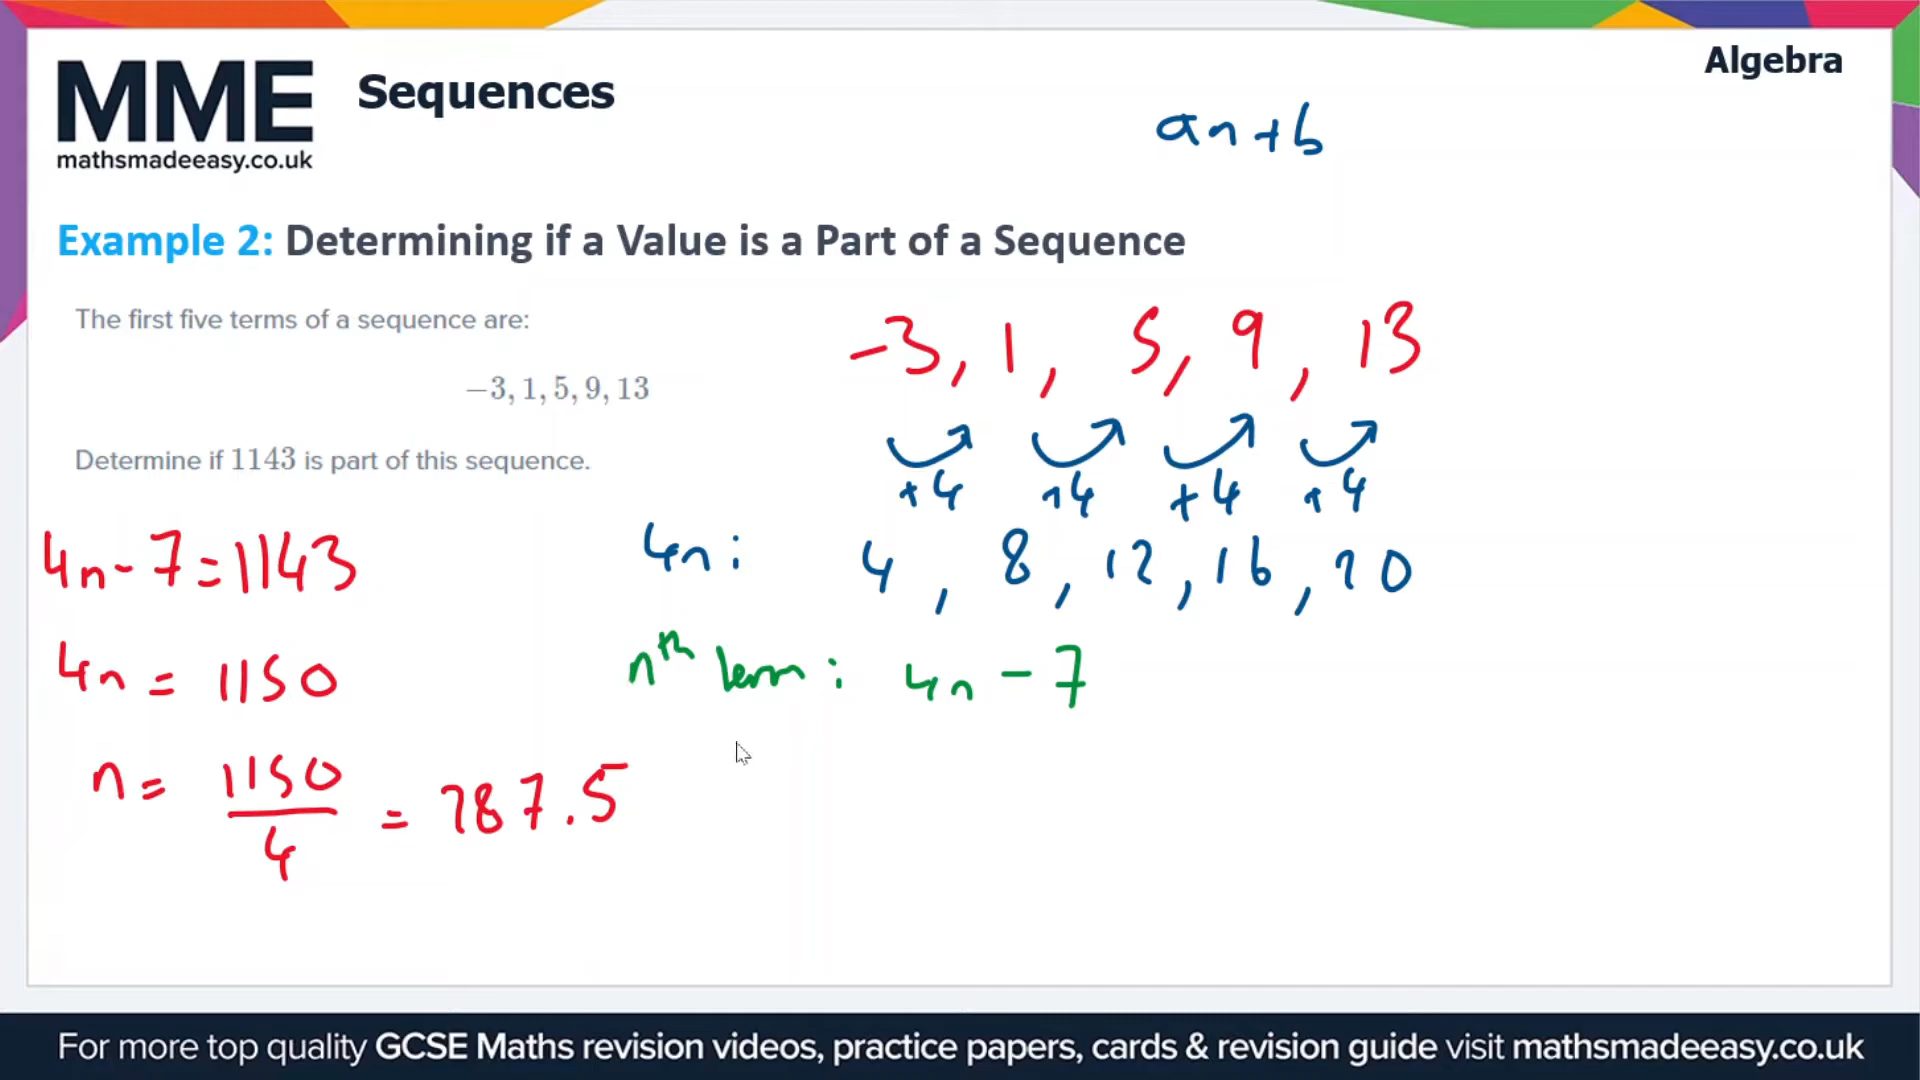 MME
mathsmadeeasy.co.uk
Sequences
Algebra
an+b
Example 2: Determining if a Value is a Part of a Sequence
The first five terms of a sequence are:
−3, 1, 5, 9, 13
Determine if 1143 is part of this sequence.
-3, 1, 5, 9, 13
+4 +4 +4 +4
4n: 4, 8, 12, 16, 20
nth term: 4n - 7
4n - 7 = 1143
4n = 1150
n = 1150/4 = 287.5
For more top quality GCSE Maths revision videos, practice papers, cards & revision guide visit mathsmadeeasy.co.uk